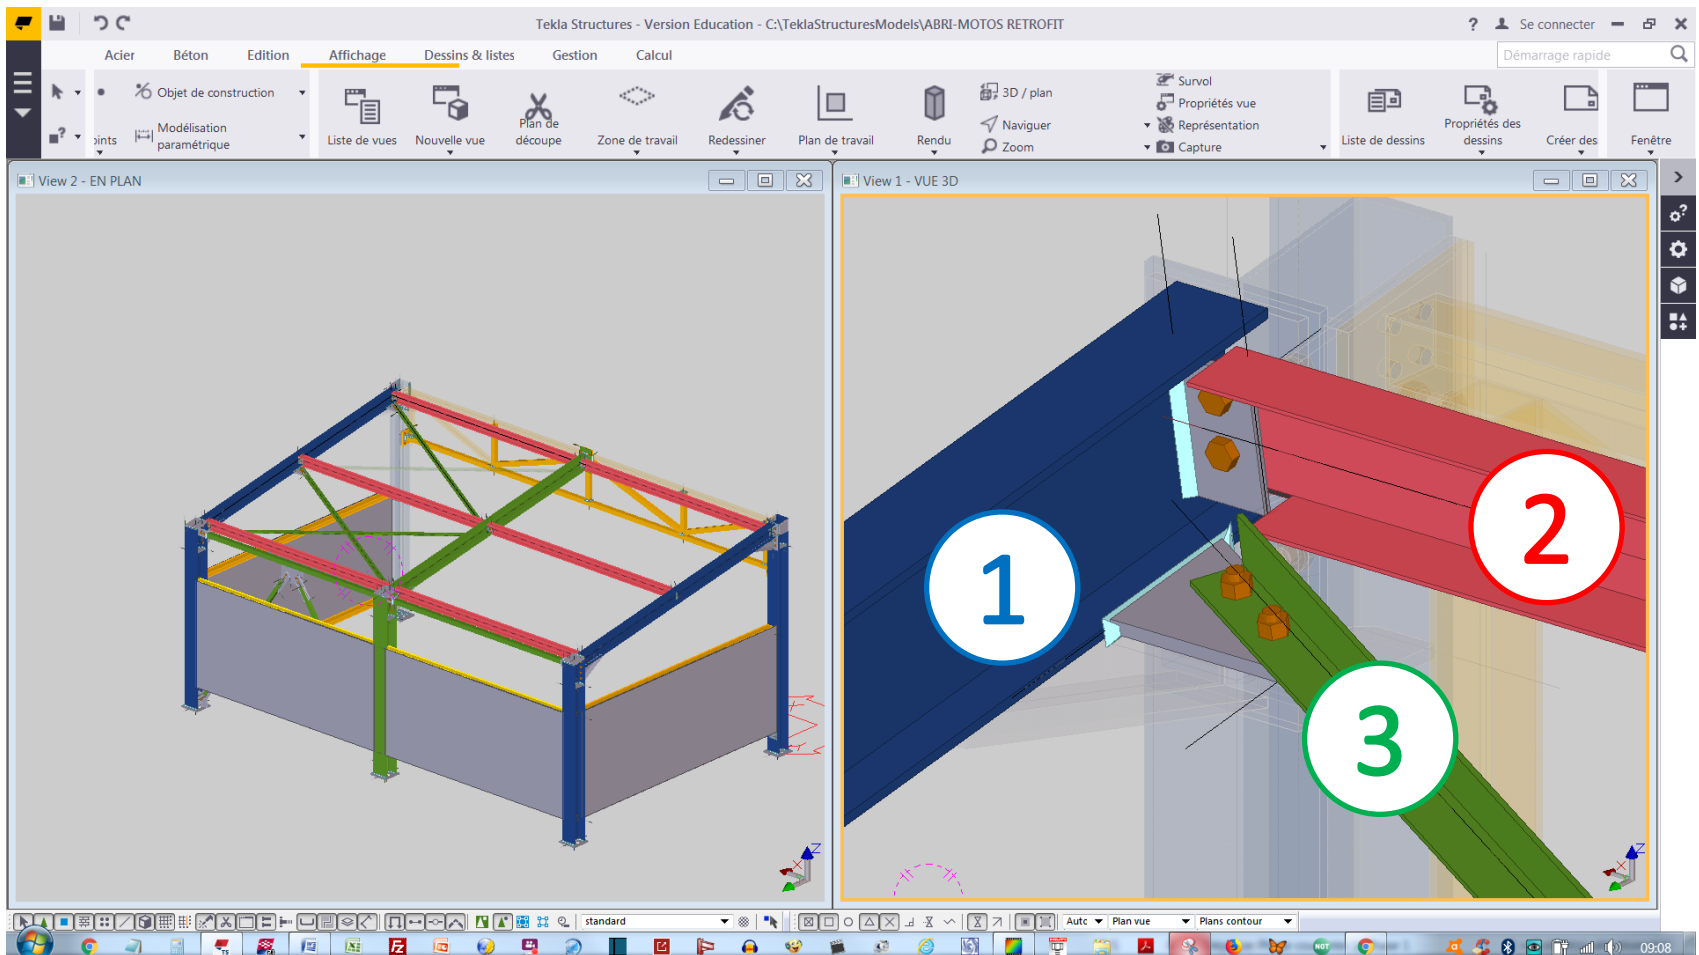 Tekla Structures - Version Education - C:\TeklaStructuresModels\ABRI-MOTOS RETROFIT
? Se connecter
Acier Béton Edition Affichage Dessins & listes Gestion Calcul
Démarrage rapide
Objet de construction
Modélisation
paramétrique
oints
Liste de vues
Nouvelle vue
Plan de
découpe
Zone de travail
Redessiner
Plan de travail
Rendu
3D / plan
Naviguer
Zoom
Survol
Propriétés vue
Représentation
Capture
Liste de dessins
Propriétés des
dessins
Créer des
Fenêtre
View 2 - EN PLAN
View 1 - VUE 3D
1
2
3
Z
X
Z
X
standard
Auto
Plan vue
Plans contour
09:08